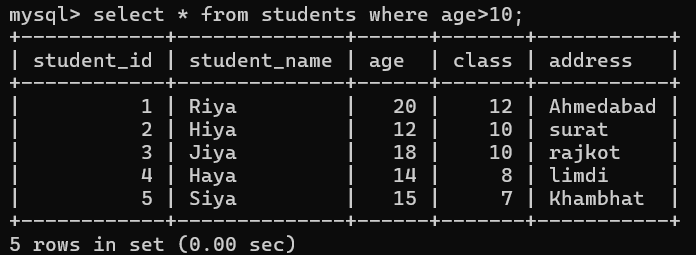 mysql> select * from students where age>10;
+------------+--------------+------+-------+-----------+
| student_id | student_name | age  | class | address   |
+------------+--------------+------+-------+-----------+
|          1 | Riya         |   20 |    12 | Ahmedabad |
|          2 | Hiya         |   12 |    10 | surat     |
|          3 | Jiya         |   18 |    10 | rajkot    |
|          4 | Haya         |   14 |     8 | limdi     |
|          5 | Siya         |   15 |     7 | Khambhat  |
+------------+--------------+------+-------+-----------+
5 rows in set (0.00 sec)